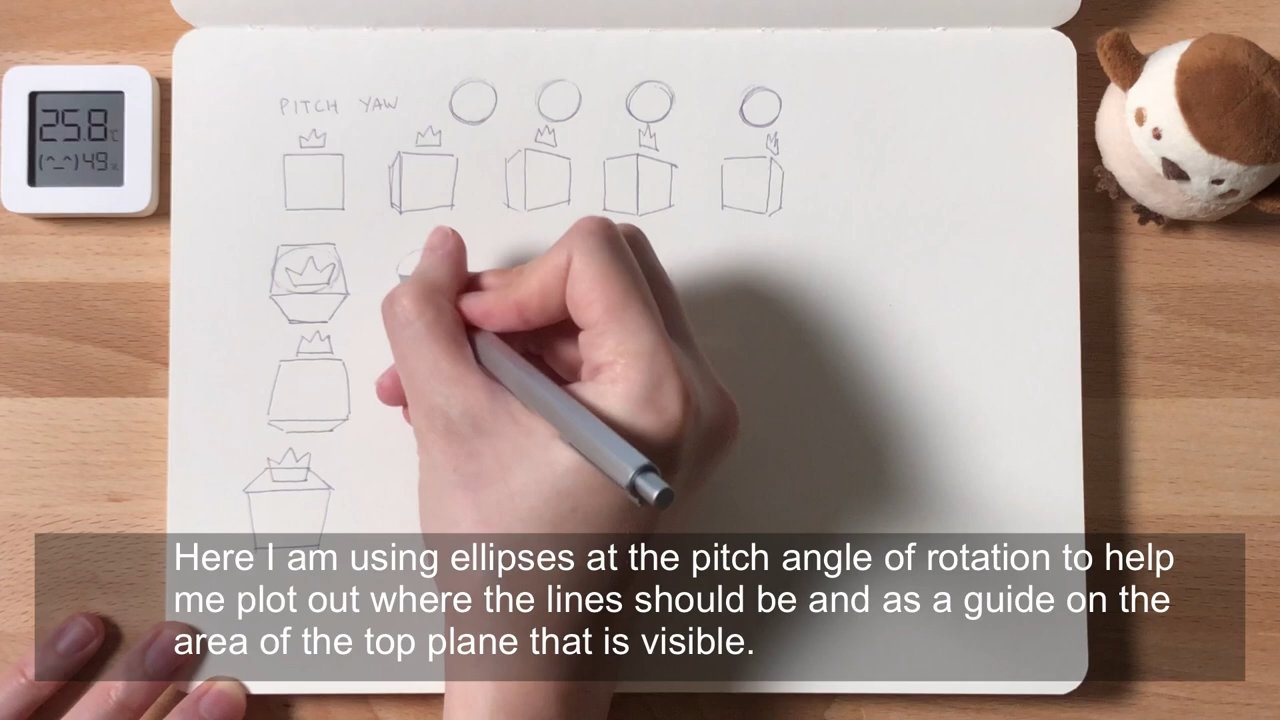 25.8°C
(^_^)49%
PITCH YAW
Here I am using ellipses at the pitch angle of rotation to help
me plot out where the lines should be and as a guide on the
area of the top plane that is visible.